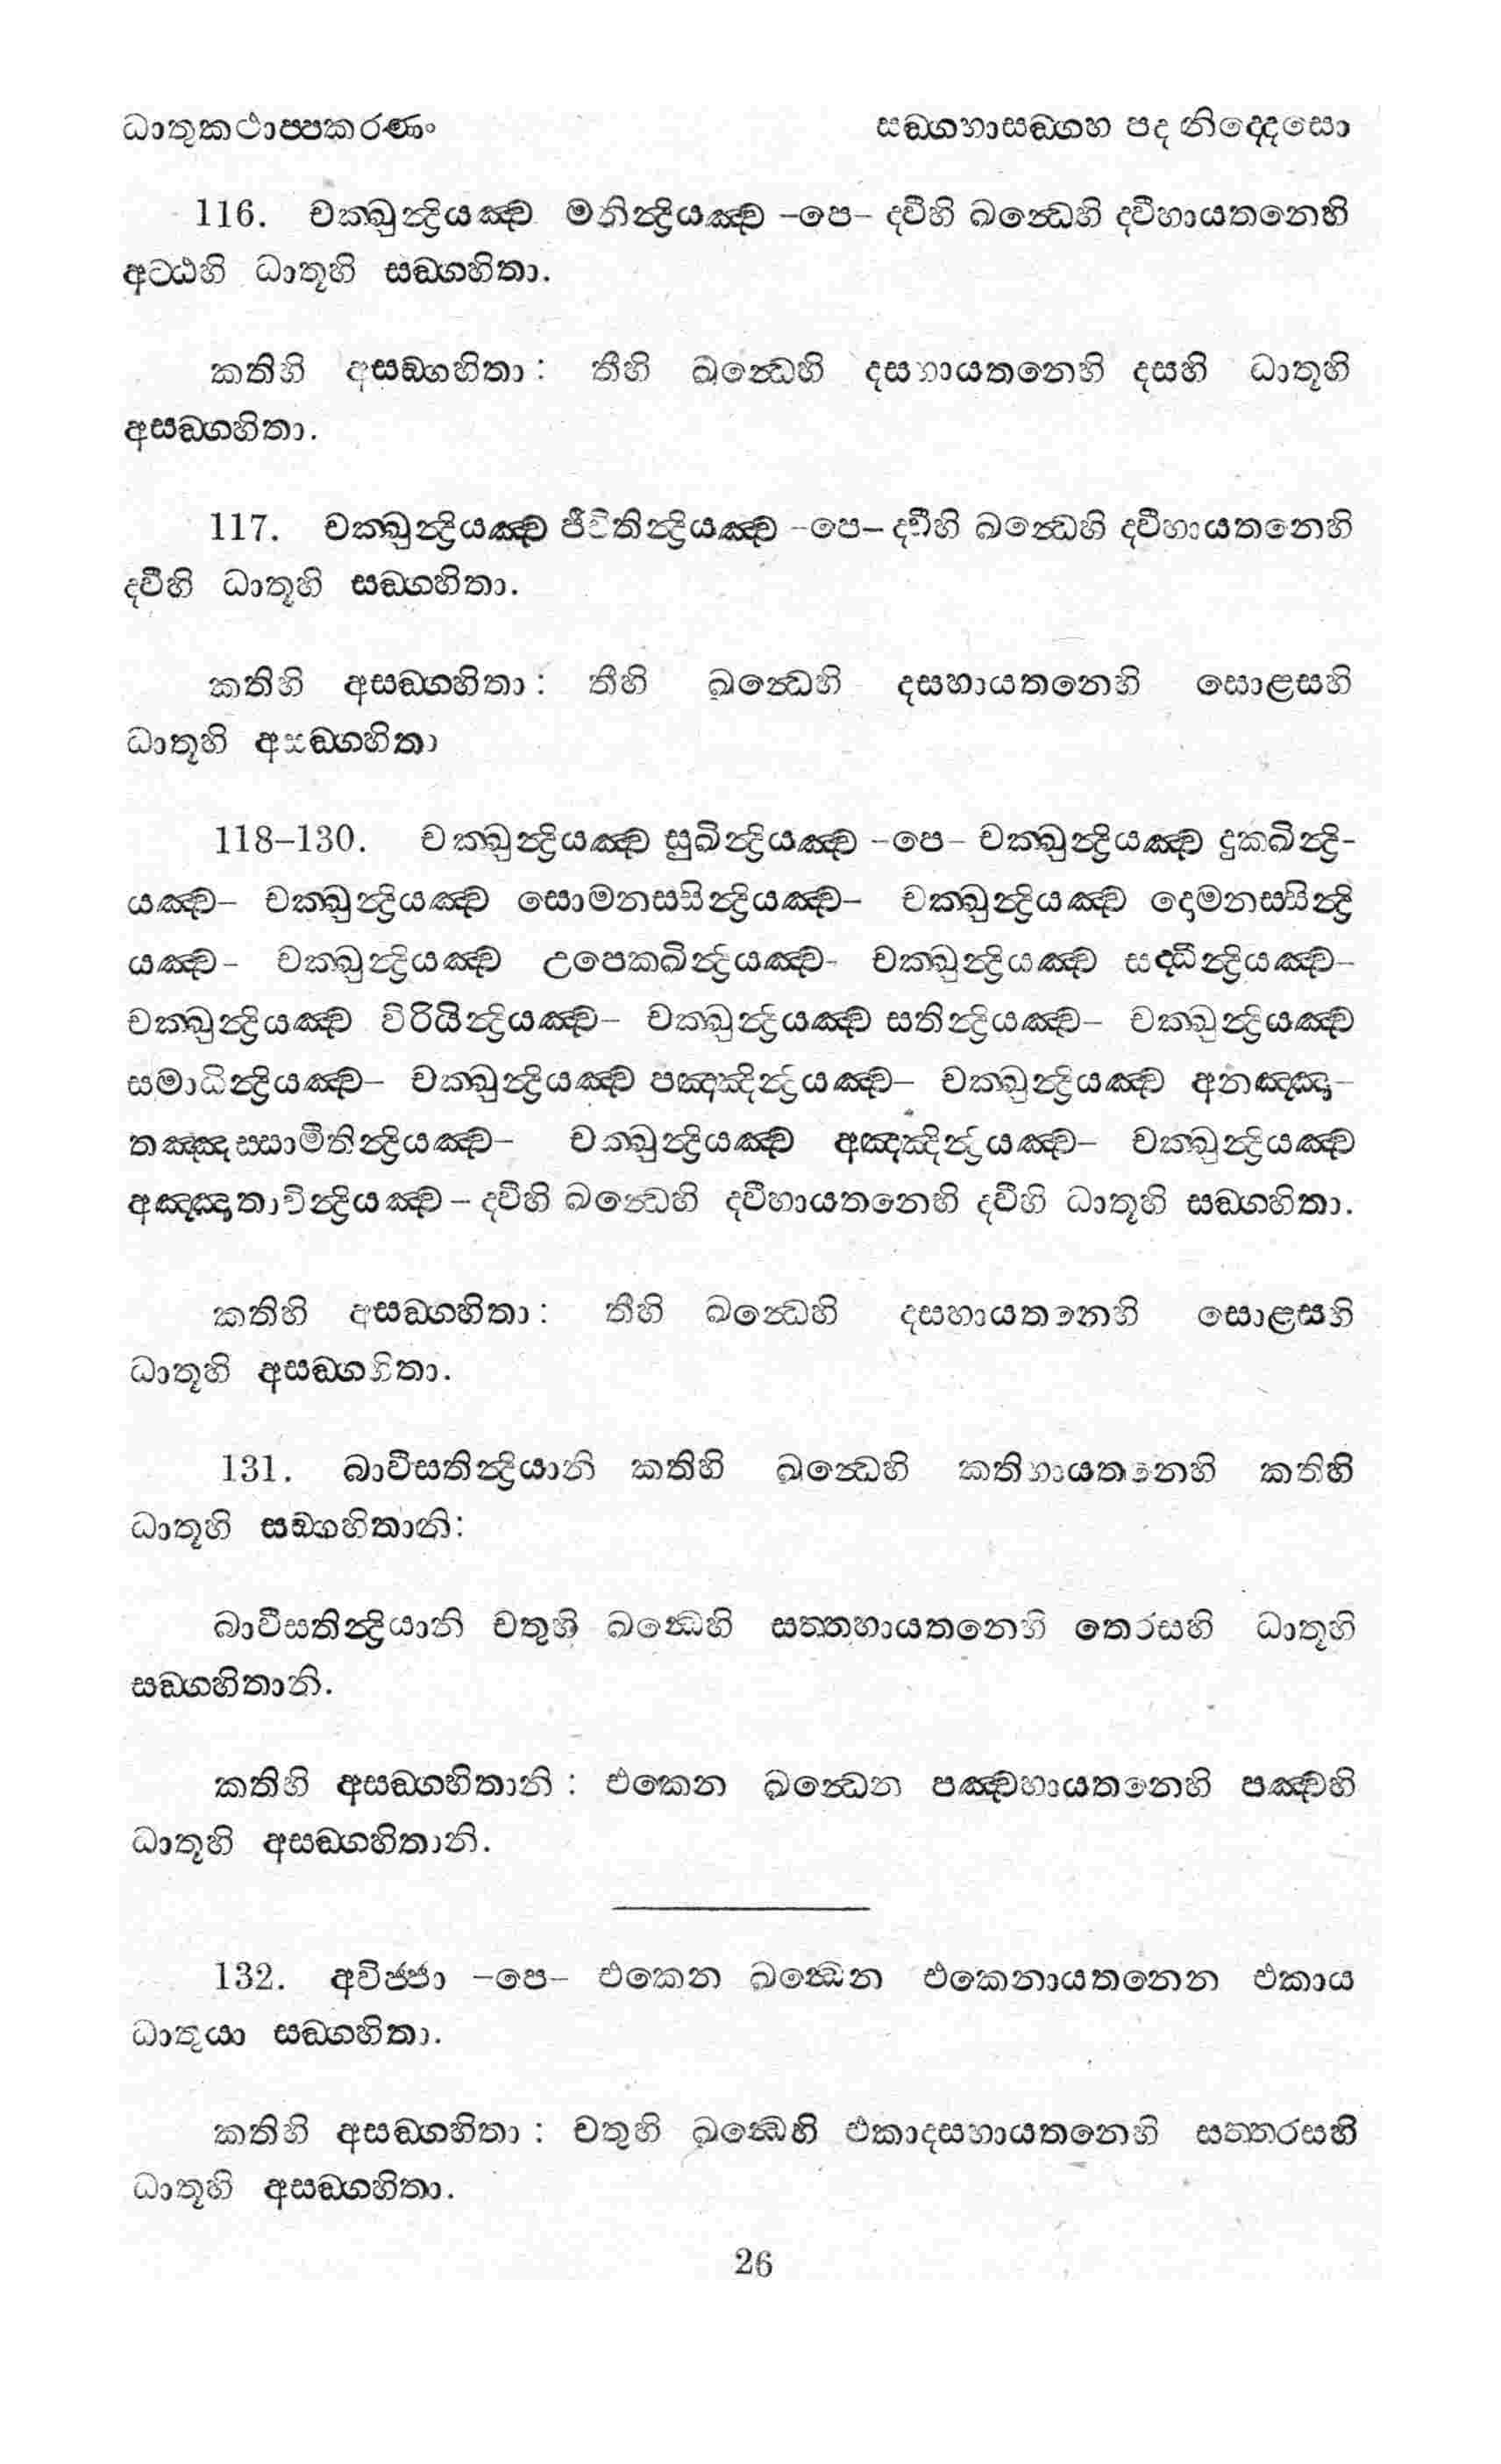 ධාතුකථාප්පකරණං
සඞ්ගහාසඞ්ගහ පද නිද්දෙසො
116. චක්ඛුන්ද්‍රියඤ්ච මනින්ද්‍රියඤ්ච -පෙ- ද්වීහි ඛන්ධෙහි ද්වීහායතනෙහි
අට්ඨහි ධාතූහි සඞ්ගහිතා.
කතිහි අසඞ්ගහිතා: තීහි ඛන්ධෙහි දසහායතනෙහි දසහි ධාතූහි
අසඞ්ගහිතා.
117. චක්ඛුන්ද්‍රියඤ්ච ජීවිතින්ද්‍රියඤ්ච -පෙ- ද්වීහි ඛන්ධෙහි ද්වීහායතනෙහි
ද්වීහි ධාතූහි සඞ්ගහිතා.
කතිහි අසඞ්ගහිතා: තීහි ඛන්ධෙහි දසහායතනෙහි සොළසහි
ධාතූහි අසඞ්ගහිතා
118-130. චක්ඛුන්ද්‍රියඤ්ච සුඛින්ද්‍රියඤ්ච -පෙ- චක්ඛුන්ද්‍රියඤ්ච දුක්ඛින්ද්‍රි-
යඤ්ච- චක්ඛුන්ද්‍රියඤ්ච සොමනස්සින්ද්‍රියඤ්ච- චක්ඛුන්ද්‍රියඤ්ච දොමනස්සින්ද්‍රි
යඤ්ච- චක්ඛුන්ද්‍රියඤ්ච උපෙක්ඛින්ද්‍රියඤ්ච- චක්ඛුන්ද්‍රියඤ්ච සද්ධින්ද්‍රියඤ්ච-
චක්ඛුන්ද්‍රියඤ්ච විරියින්ද්‍රියඤ්ච- චක්ඛුන්ද්‍රියඤ්ච සතින්ද්‍රියඤ්ච- චක්ඛුන්ද්‍රියඤ්ච
සමාධින්ද්‍රියඤ්ච- චක්ඛුන්ද්‍රියඤ්ච පඤ්ඤින්ද්‍රියඤ්ච- චක්ඛුන්ද්‍රියඤ්ච අනඤ්ඤා-
තඤ්ඤස්සාමීතින්ද්‍රියඤ්ච- චක්ඛුන්ද්‍රියඤ්ච අඤ්ඤින්ද්‍රියඤ්ච- චක්ඛුන්ද්‍රියඤ්ච
අඤ්ඤාතාවින්ද්‍රියඤ්ච - ද්වීහි ඛන්ධෙහි ද්වීහායතනෙහි ද්වීහි ධාතූහි සඞ්ගහිතා.
කතිහි අසඞ්ගහිතා: තීහි ඛන්ධෙහි දසහායතනෙහි සොළසහි
ධාතූහි අසඞ්ගහිතා.
131. බාවීසතින්ද්‍රියානි කතිහි ඛන්ධෙහි කතිහායතනෙහි කතිහි
ධාතූහි සඞ්ගහිතානි:
බාවීසතින්ද්‍රියානි චතුහි ඛන්ධෙහි සත්තහායතනෙහි තෙරසහි ධාතූහි
සඞ්ගහිතානි.
කතිහි අසඞ්ගහිතානි: එකෙන ඛන්ධෙන පඤ්චහායතනෙහි පඤ්චහි
ධාතූහි අසඞ්ගහිතානි.
132. අවිජ්ජා -පෙ- එකෙන ඛන්ධෙන එකෙනායතනෙන එකාය
ධාතුයා සඞ්ගහිතා.
කතිහි අසඞ්ගහිතා: චතුහි ඛන්ධෙහි එකාදසහායතනෙහි සත්තරසහි
ධාතූහි අසඞ්ගහිතා.
26